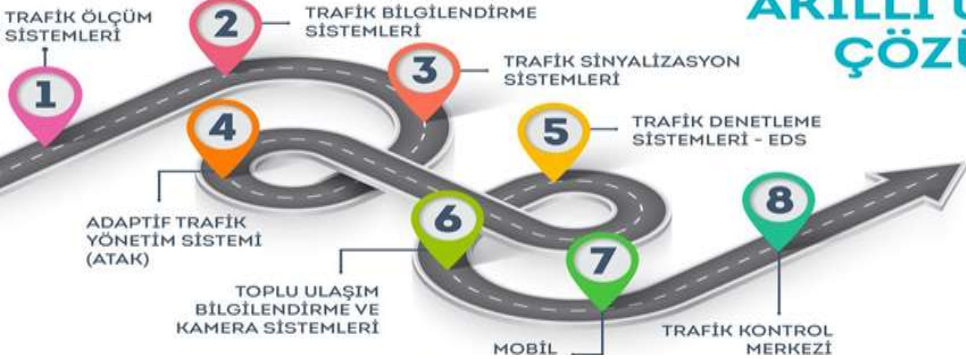 AKILLI
ÇÖZÜ
1
TRAFİK ÖLÇÜM
SİSTEMLERİ
2
TRAFİK BİLGİLENDİRME
SİSTEMLERİ
3
TRAFİK SİNYALİZASYON
SİSTEMLERİ
4
ADAPTİF TRAFİK
YÖNETİM SİSTEMİ
(ATAK)
5
TRAFİK DENETLEME
SİSTEMLERİ - EDS
6
TOPLU ULAŞIM
BİLGİLENDİRME VE
KAMERA SİSTEMLERİ
7
MOBİL
8
TRAFİK KONTROL
MERKEZİ